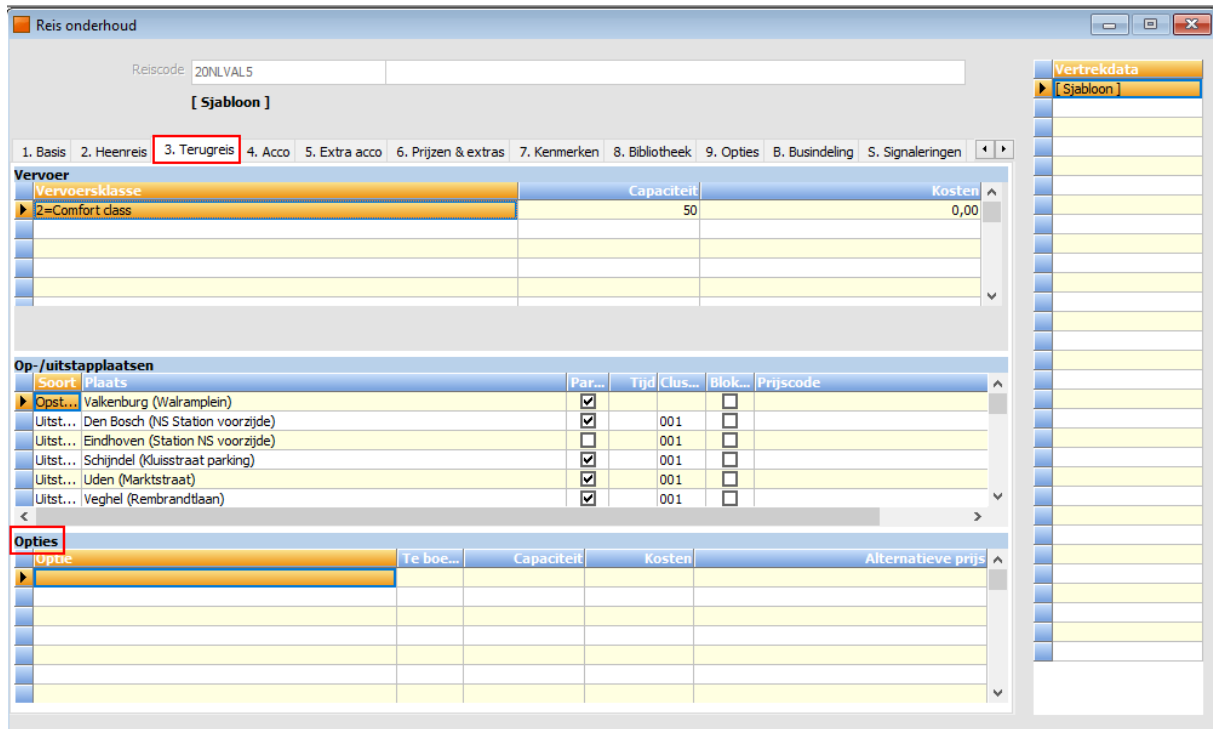 Reis onderhoud
Reiscode 20NLVAL5
[ Sjabloon ]
1. Basis 2. Heenreis 3. Terugreis 4. Acco 5. Extra acco 6. Prijzen & extras 7. Kenmerken 8. Bibliotheek 9. Opties B. Busindeling S. Signaleringen
Vervoer
Vervoersklasse Capaciteit Kosten
2=Comfort class 50 0,00
Op-/uitstapplaatsen
Soort Plaats Par... Tijd Clus... Blok... Prijscode
Opst... Valkenburg (Walramplein)
Uitst... Den Bosch (NS Station voorzijde) 001
Uitst... Eindhoven (Station NS voorzijde) 001
Uitst... Schijndel (Kluisstraat parking) 001
Uitst... Uden (Marktstraat) 001
Uitst... Veghel (Rembrandtlaan) 001
Opties
Optie Te boe... Capaciteit Kosten Alternatieve prijs
Vertrekdata
[ Sjabloon ]